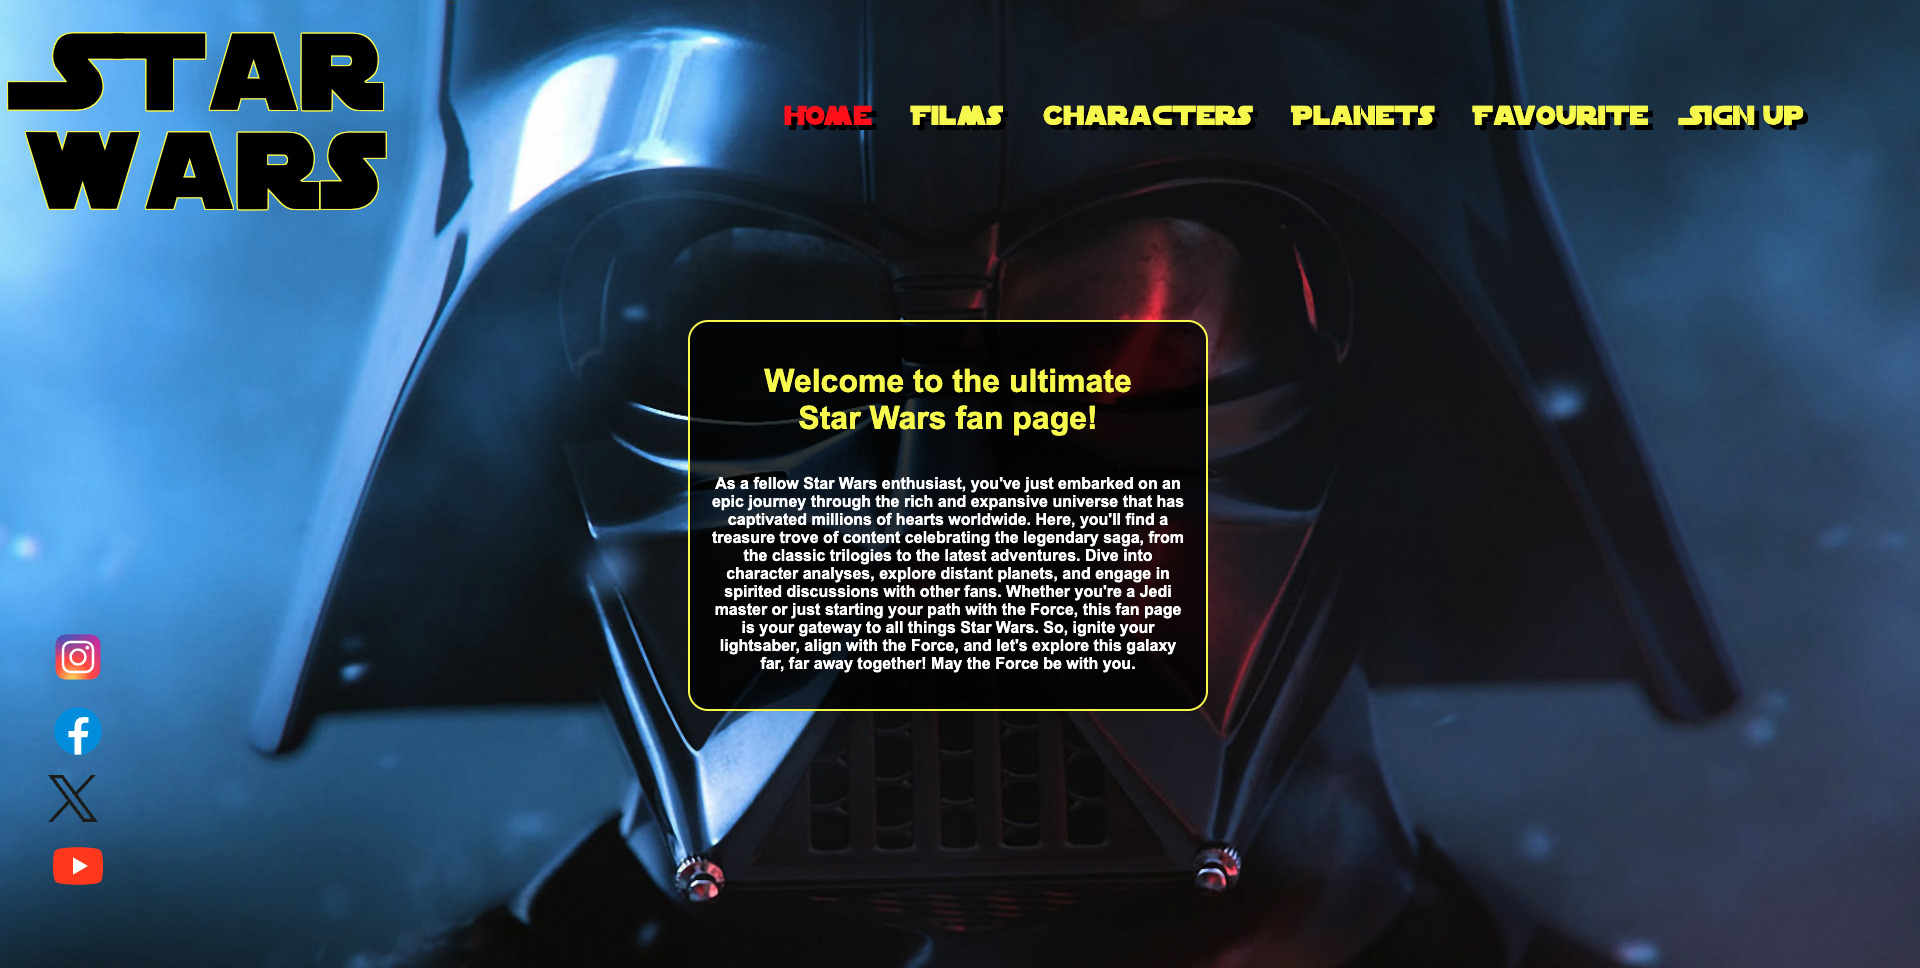 STAR
WARS
HOME FILMS CHARACTERS PLANETS FAVOURITE SIGN UP
Welcome to the ultimate
Star Wars fan page!
As a fellow Star Wars enthusiast, you've just embarked on an
epic journey through the rich and expansive universe that has
captivated millions of hearts worldwide. Here, you'll find a
treasure trove of content celebrating the legendary saga, from
the classic trilogies to the latest adventures. Dive into
character analyses, explore distant planets, and engage in
spirited discussions with other fans. Whether you're a Jedi
master or just starting your path with the Force, this fan page
is your gateway to all things Star Wars. So, ignite your
lightsaber, align with the Force, and let's explore this galaxy
far, far away together! May the Force be with you.